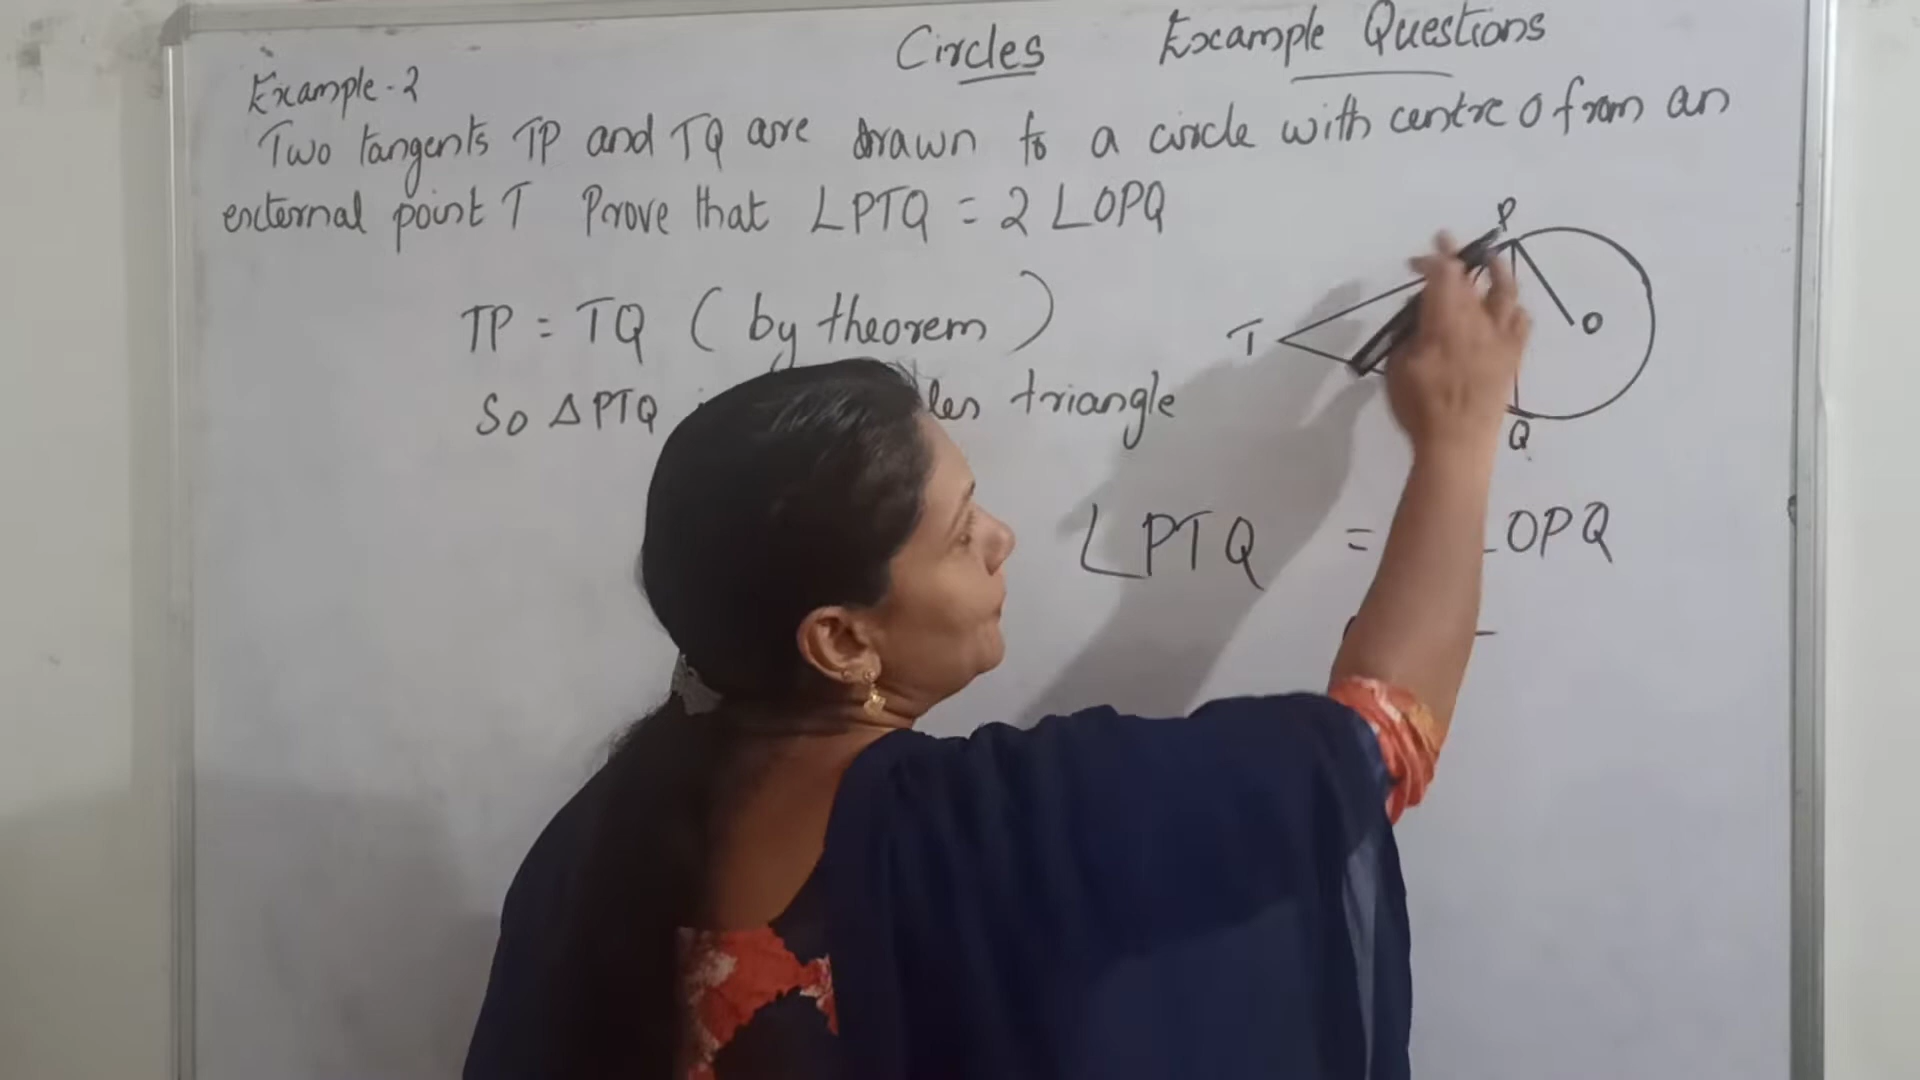 Circles Example Questions
Example-2
Two tangents TP and TQ are drawn to a circle with centre O from an
external point T Prove that ∠PTQ = 2 ∠OPQ
TP = TQ ( by theorem )
So △PTQ triangle
P
T
O
Q
∠PTQ = ∠OPQ